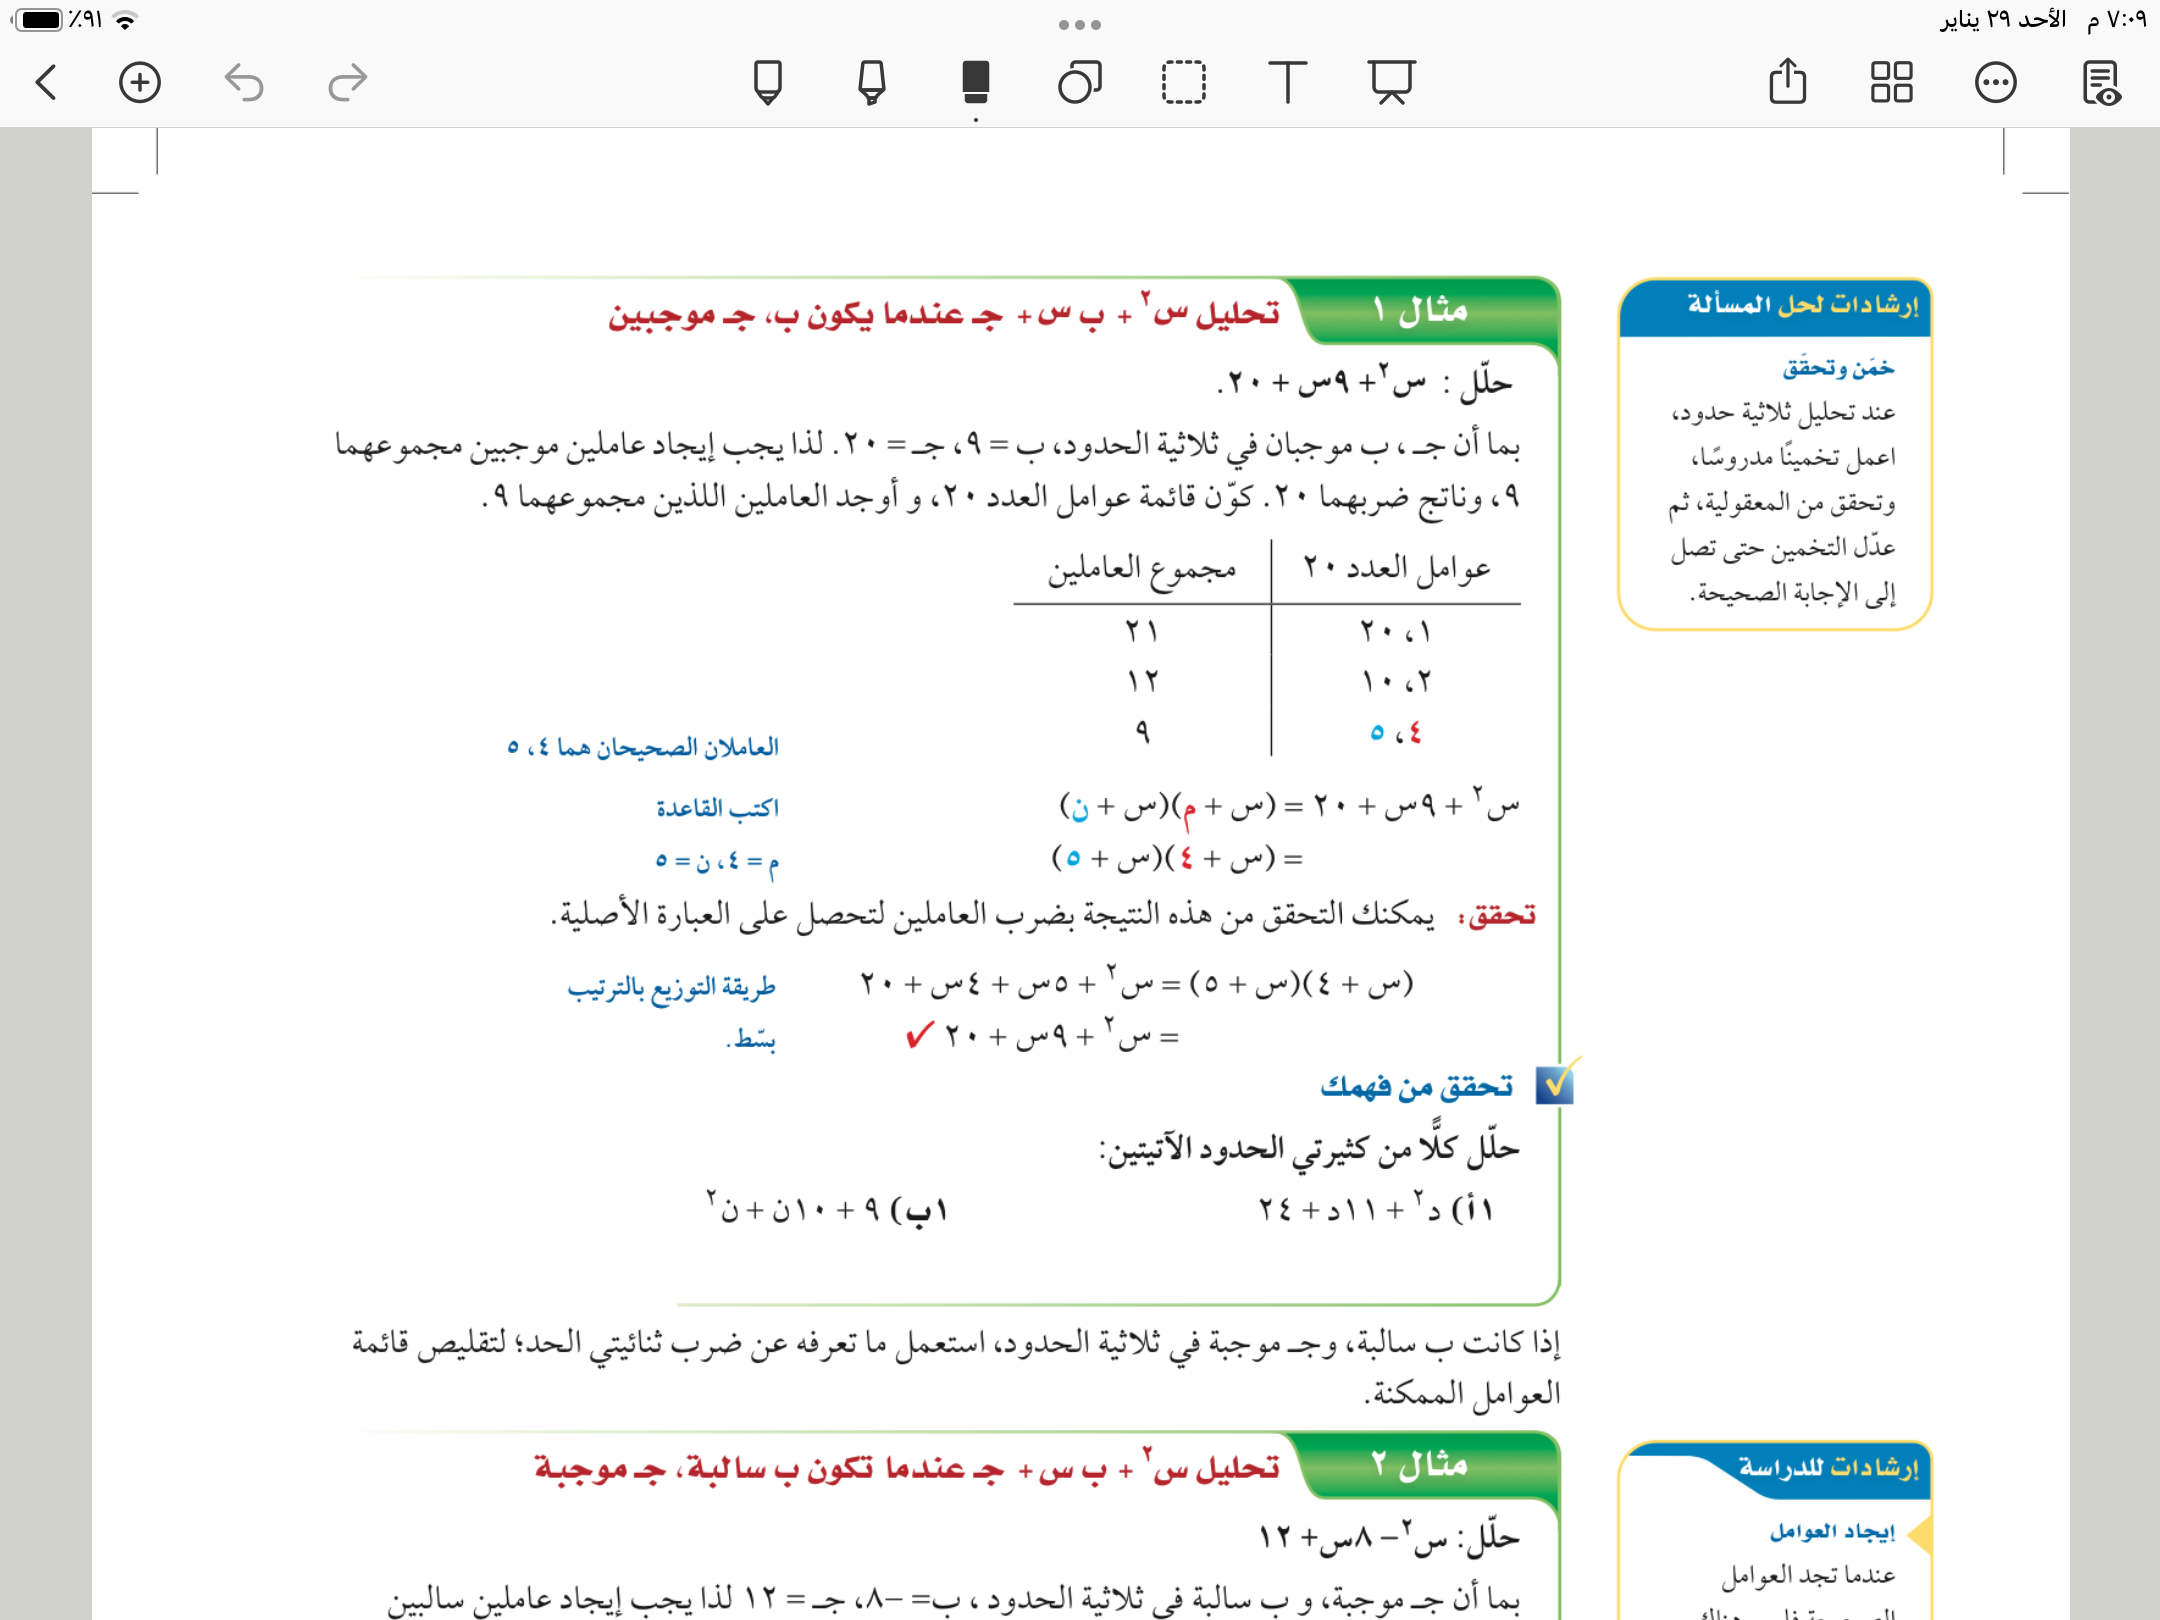 ٧:٠٩ م الأحد ٢٩ يناير
٩١٪
مثال ١ تحليل س٢ + ب س + جـ عندما يكون ب، جـ موجبين
حلّل : س٢+ ٩س + ٢٠.
بما أن جـ ، ب موجبان في ثلاثية الحدود، ب = ٩، جـ = ٢٠. لذا يجب إيجاد عاملين موجبين مجموعهما
٩، وناتج ضربهما ٢٠. كوّن قائمة عوامل العدد ٢٠، و أوجد العاملين اللذين مجموعهما ٩.
عوامل العدد ٢٠ مجموع العاملين
١، ٢٠ ٢١
٢، ١٠ ١٢
٤، ٥ ٩ العاملان الصحيحان هما ٤، ٥
س٢ + ٩س + ٢٠ = (س + م)(س + ن) اكتب القاعدة
= (س + ٤)(س + ٥) م = ٤، ن = ٥
تحقق: يمكنك التحقق من هذه النتيجة بضرب العاملين لتحصل على العبارة الأصلية.
(س + ٤)(س + ٥) = س٢ + ٥س + ٤س + ٢٠ طريقة التوزيع بالترتيب
= س٢ + ٩س + ٢٠ ✓ بسّط.
تحقق من فهمك
حلّل كلًّا من كثيرتي الحدود الآتيتين:
١أ) د٢ + ١١د + ٢٤ ١ب) ٩ + ١٠ن + ن٢
إذا كانت ب سالبة، وجـ موجبة في ثلاثية الحدود، استعمل ما تعرفه عن ضرب ثنائيتي الحد؛ لتقليص قائمة
العوامل الممكنة.
مثال ٢ تحليل س٢ + ب س + جـ عندما تكون ب سالبة، جـ موجبة
حلّل: س٢– ٨س+ ١٢
بما أن جـ موجبة، و ب سالبة في ثلاثية الحدود ، ب= –٨، جـ = ١٢ لذا يجب إيجاد عاملين سالبين
إرشادات لحل المسألة
خمّن وتحقّق
عند تحليل ثلاثية حدود،
اعمل تخمينًا مدروسًا،
وتحقق من المعقولية، ثم
عدّل التخمين حتى تصل
إلى الإجابة الصحيحة.
إرشادات للدراسة
إيجاد العوامل
عندما تجد العوامل